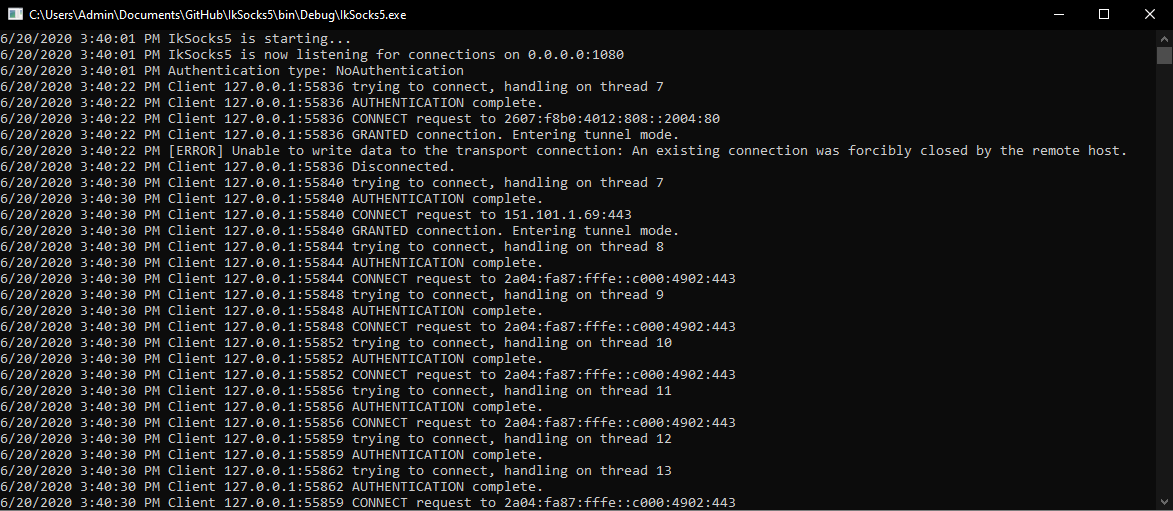 C:\Users\Admin\Documents\GitHub\IkSocks5\bin\Debug\IkSocks5.exe
6/20/2020 3:40:01 PM IkSocks5 is starting...
6/20/2020 3:40:01 PM IkSocks5 is now listening for connections on 0.0.0.0:1080
6/20/2020 3:40:01 PM Authentication type: NoAuthentication
6/20/2020 3:40:22 PM Client 127.0.0.1:55836 trying to connect, handling on thread 7
6/20/2020 3:40:22 PM Client 127.0.0.1:55836 AUTHENTICATION complete.
6/20/2020 3:40:22 PM Client 127.0.0.1:55836 CONNECT request to 2607:f8b0:4012:808::2004:80
6/20/2020 3:40:22 PM Client 127.0.0.1:55836 GRANTED connection. Entering tunnel mode.
6/20/2020 3:40:22 PM [ERROR] Unable to write data to the transport connection: An existing connection was forcibly closed by the remote host.
6/20/2020 3:40:22 PM Client 127.0.0.1:55836 Disconnected.
6/20/2020 3:40:30 PM Client 127.0.0.1:55840 trying to connect, handling on thread 7
6/20/2020 3:40:30 PM Client 127.0.0.1:55840 AUTHENTICATION complete.
6/20/2020 3:40:30 PM Client 127.0.0.1:55840 CONNECT request to 151.101.1.69:443
6/20/2020 3:40:30 PM Client 127.0.0.1:55840 GRANTED connection. Entering tunnel mode.
6/20/2020 3:40:30 PM Client 127.0.0.1:55844 trying to connect, handling on thread 8
6/20/2020 3:40:30 PM Client 127.0.0.1:55844 AUTHENTICATION complete.
6/20/2020 3:40:30 PM Client 127.0.0.1:55844 CONNECT request to 2a04:fa87:fffe::c000:4902:443
6/20/2020 3:40:30 PM Client 127.0.0.1:55848 trying to connect, handling on thread 9
6/20/2020 3:40:30 PM Client 127.0.0.1:55848 AUTHENTICATION complete.
6/20/2020 3:40:30 PM Client 127.0.0.1:55848 CONNECT request to 2a04:fa87:fffe::c000:4902:443
6/20/2020 3:40:30 PM Client 127.0.0.1:55852 trying to connect, handling on thread 10
6/20/2020 3:40:30 PM Client 127.0.0.1:55852 AUTHENTICATION complete.
6/20/2020 3:40:30 PM Client 127.0.0.1:55852 CONNECT request to 2a04:fa87:fffe::c000:4902:443
6/20/2020 3:40:30 PM Client 127.0.0.1:55856 trying to connect, handling on thread 11
6/20/2020 3:40:30 PM Client 127.0.0.1:55856 AUTHENTICATION complete.
6/20/2020 3:40:30 PM Client 127.0.0.1:55856 CONNECT request to 2a04:fa87:fffe::c000:4902:443
6/20/2020 3:40:30 PM Client 127.0.0.1:55859 trying to connect, handling on thread 12
6/20/2020 3:40:30 PM Client 127.0.0.1:55859 AUTHENTICATION complete.
6/20/2020 3:40:30 PM Client 127.0.0.1:55862 trying to connect, handling on thread 13
6/20/2020 3:40:30 PM Client 127.0.0.1:55862 AUTHENTICATION complete.
6/20/2020 3:40:30 PM Client 127.0.0.1:55859 CONNECT request to 2a04:fa87:fffe::c000:4902:443